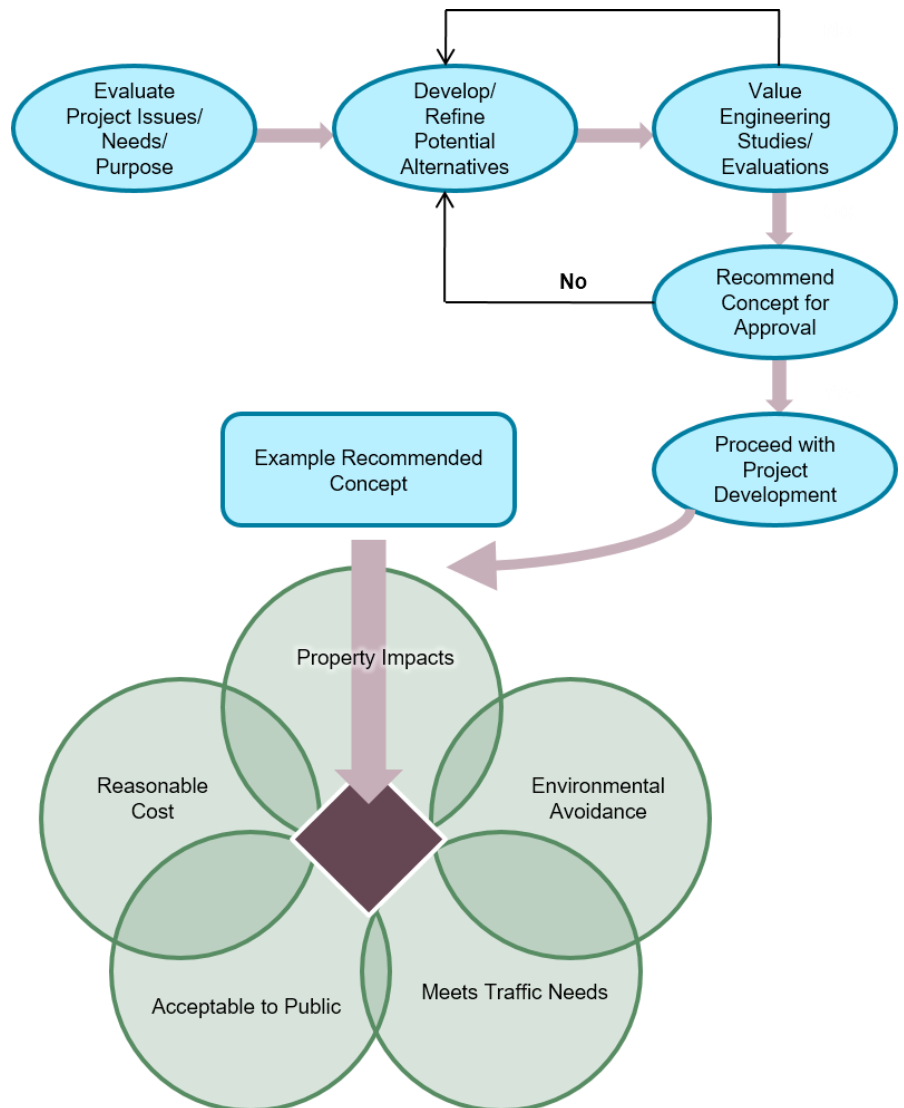 Evaluate
Project Issues/
Needs/
Purpose
Develop/
Refine
Potential
Alternatives
Value
Engineering
Studies/
Evaluations
No
Recommend
Concept for
Approval
Proceed with
Project
Development
Example Recommended
Concept
Property Impacts
Reasonable
Cost
Environmental
Avoidance
Acceptable to Public
Meets Traffic Needs